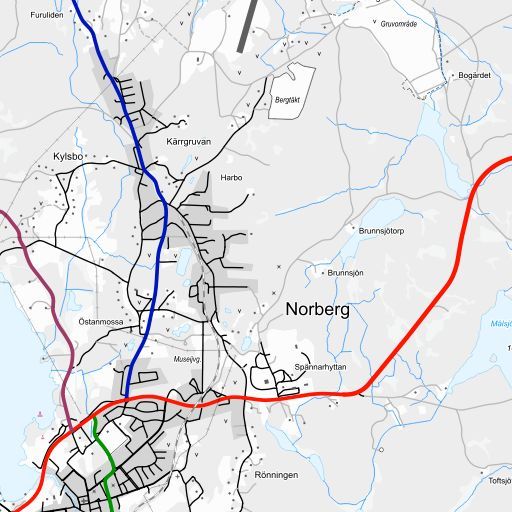 Furuliden
Gruvområde
Bogärdet
Bergtäkt
Kärrgruvan
Kylsbo
Harbo
Brunnsjötorp
Brunnsjön
Norberg
Östanmossa
Målsjö
Musejvg.
Spännarhyttan
Rönningen
Toftsjö